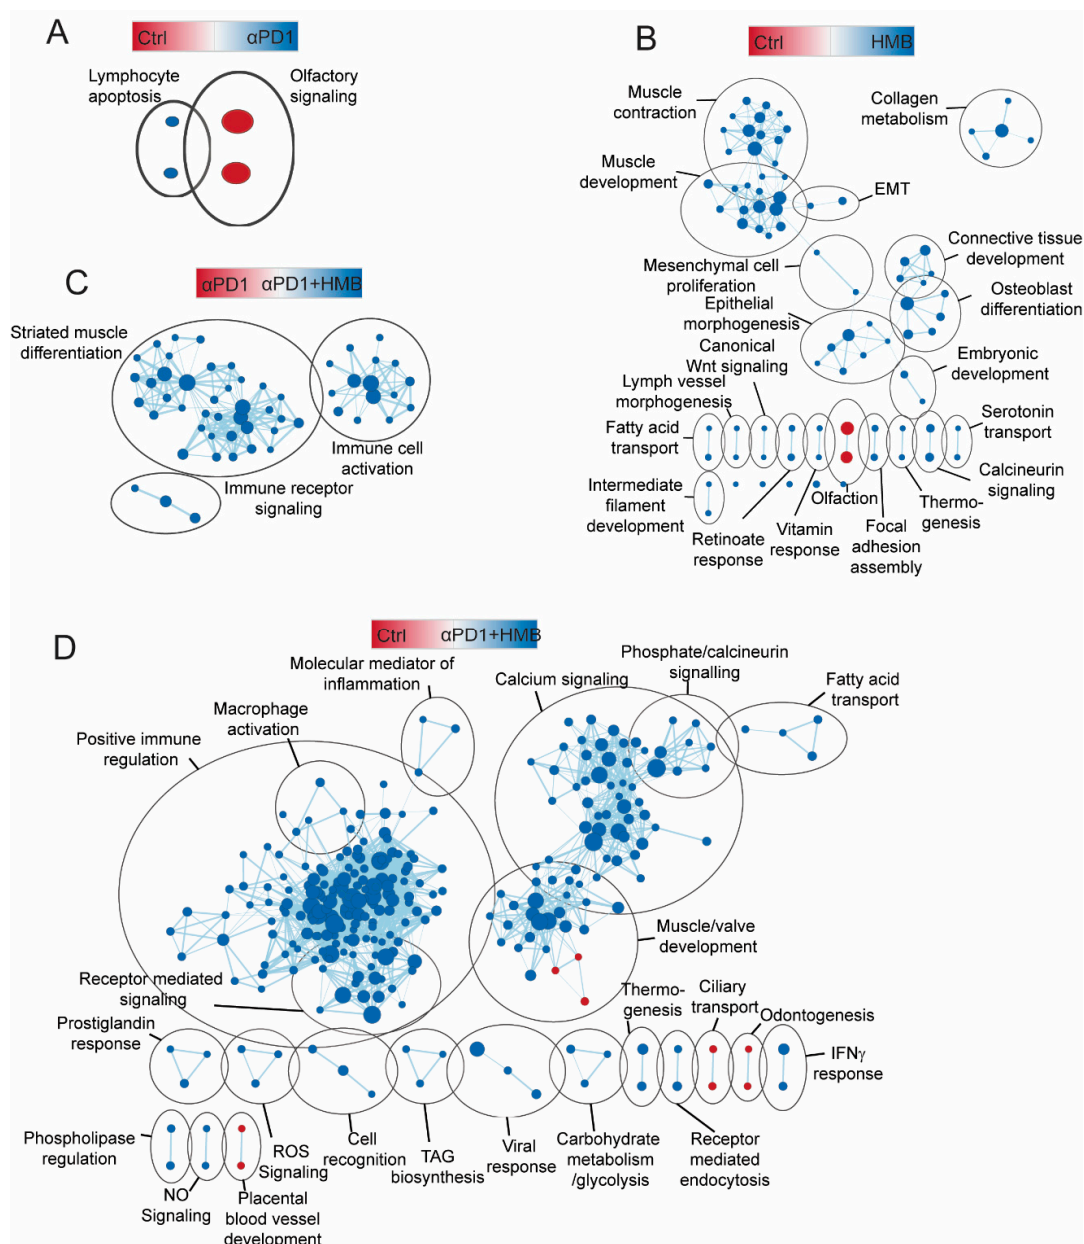 A
Ctrl αPD1
Lymphocyte
apoptosis
Olfactory
signaling
B
Ctrl HMB
Muscle
contraction
Collagen
metabolism
Muscle
development
EMT
Mesenchymal cell
proliferation
Connective tissue
development
Osteoblast
differentiation
Epithelial
morphogenesis
Canonical
Wnt signaling
Embryonic
development
Lymph vessel
morphogenesis
Fatty acid
transport
Serotonin
transport
Intermediate
filament
development
Olfaction
Calcineurin
signaling
Retinoate
response
Vitamin
response
Focal
adhesion
assembly
Thermo-
genesis
C
αPD1 αPD1+HMB
Striated muscle
differentiation
Immune cell
activation
Immune receptor
signaling
D
Ctrl αPD1+HMB
Molecular mediator of
inflammation
Calcium signaling
Phosphate/calcineurin
signalling
Fatty acid
transport
Macrophage
activation
Positive immune
regulation
Muscle/valve
development
Receptor mediated
signaling
Prostiglandin
response
Thermo-
genesis
Ciliary
transport
Odontogenesis
IFNγ
response
Phospholipase
regulation
NO
Signaling
Placental
blood vessel
development
ROS
Signaling
Cell
recognition
TAG
biosynthesis
Viral
response
Carbohydrate
metabolism
/glycolysis
Receptor
mediated
endocytosis